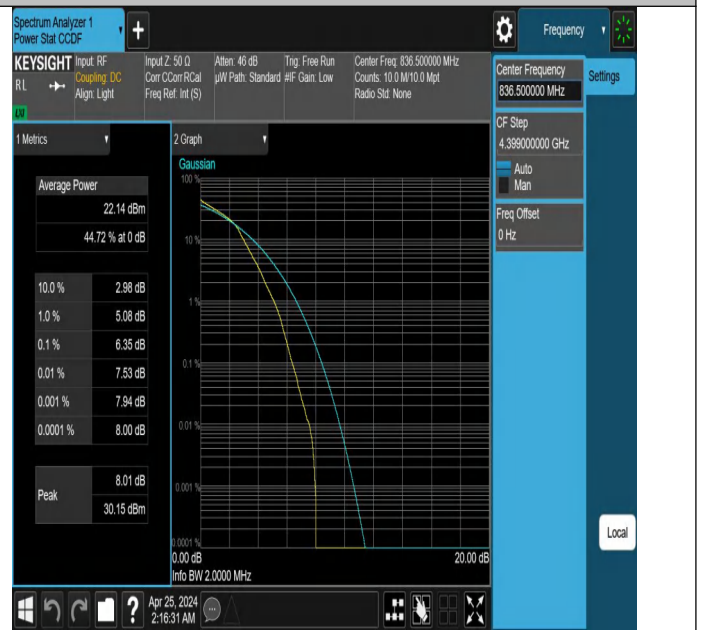 Spectrum Analyzer 1
Power Stat CCDF
+
Frequency
KEYSIGHT
RL
LXI
Input: RF
Coupling: DC
Align: Light
Input Z: 50 Ω
Corr CCorr RCal
Freq Ref: Int (S)
Atten: 46 dB
µW Path: Standard
Trig: Free Run
#IF Gain: Low
Center Freq: 836.500000 MHz
Counts: 10.0 M/10.0 Mpt
Radio Std: None
Center Frequency
836.500000 MHz
Settings
CF Step
4.399000000 GHz
Auto
Man
Freq Offset
0 Hz
Local
1 Metrics
Average Power
22.14 dBm
44.72 % at 0 dB
10.0 % 2.98 dB
1.0 % 5.08 dB
0.1 % 6.35 dB
0.01 % 7.53 dB
0.001 % 7.94 dB
0.0001 % 8.00 dB
Peak
8.01 dB
30.15 dBm
2 Graph
Gaussian
100 %
10 %
1 %
0.1 %
0.01 %
0.001 %
0.0001 %
0.00 dB 20.00 dB
Info BW 2.0000 MHz
?
Apr 25, 2024
2:16:31 AM